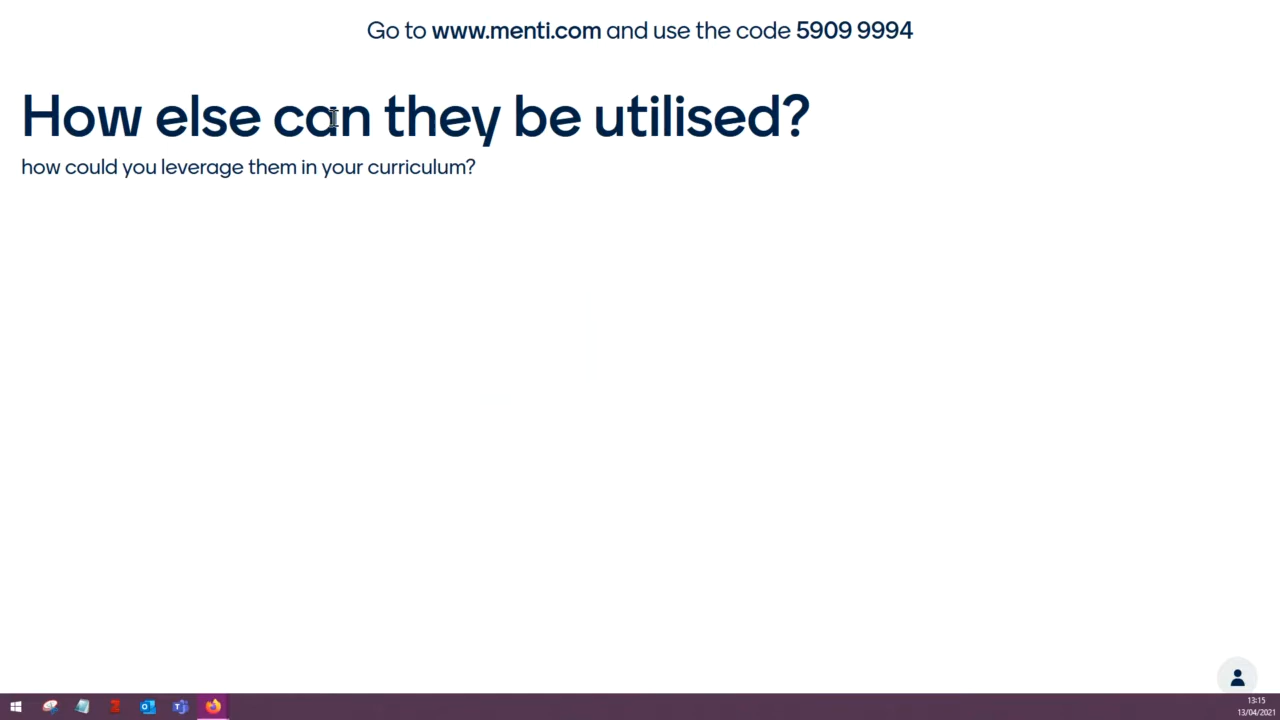 Go to www.menti.com and use the code 5909 9994
How else can they be utilised?
how could you leverage them in your curriculum?
13:15
13/04/2021